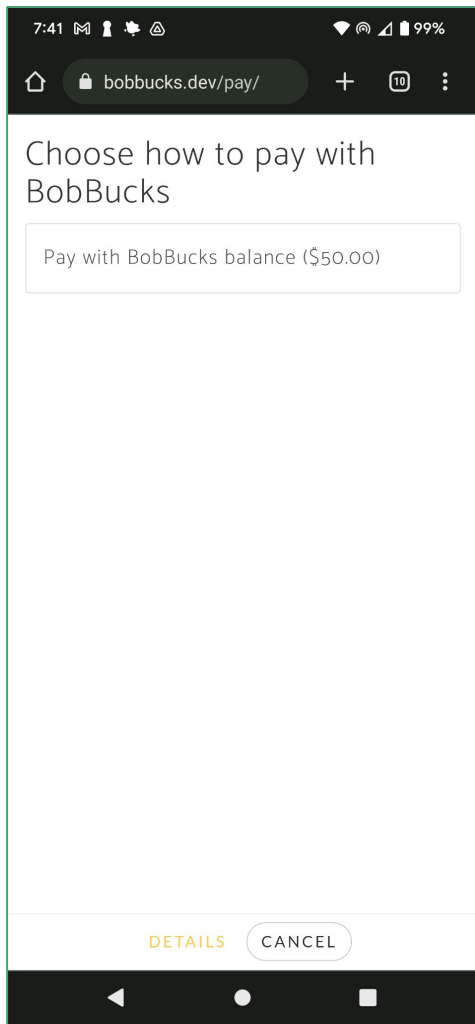 7:41 99%
bobbucks.dev/pay/ 10
Choose how to pay with
BobBucks
Pay with BobBucks balance ($50.00)
DETAILS CANCEL